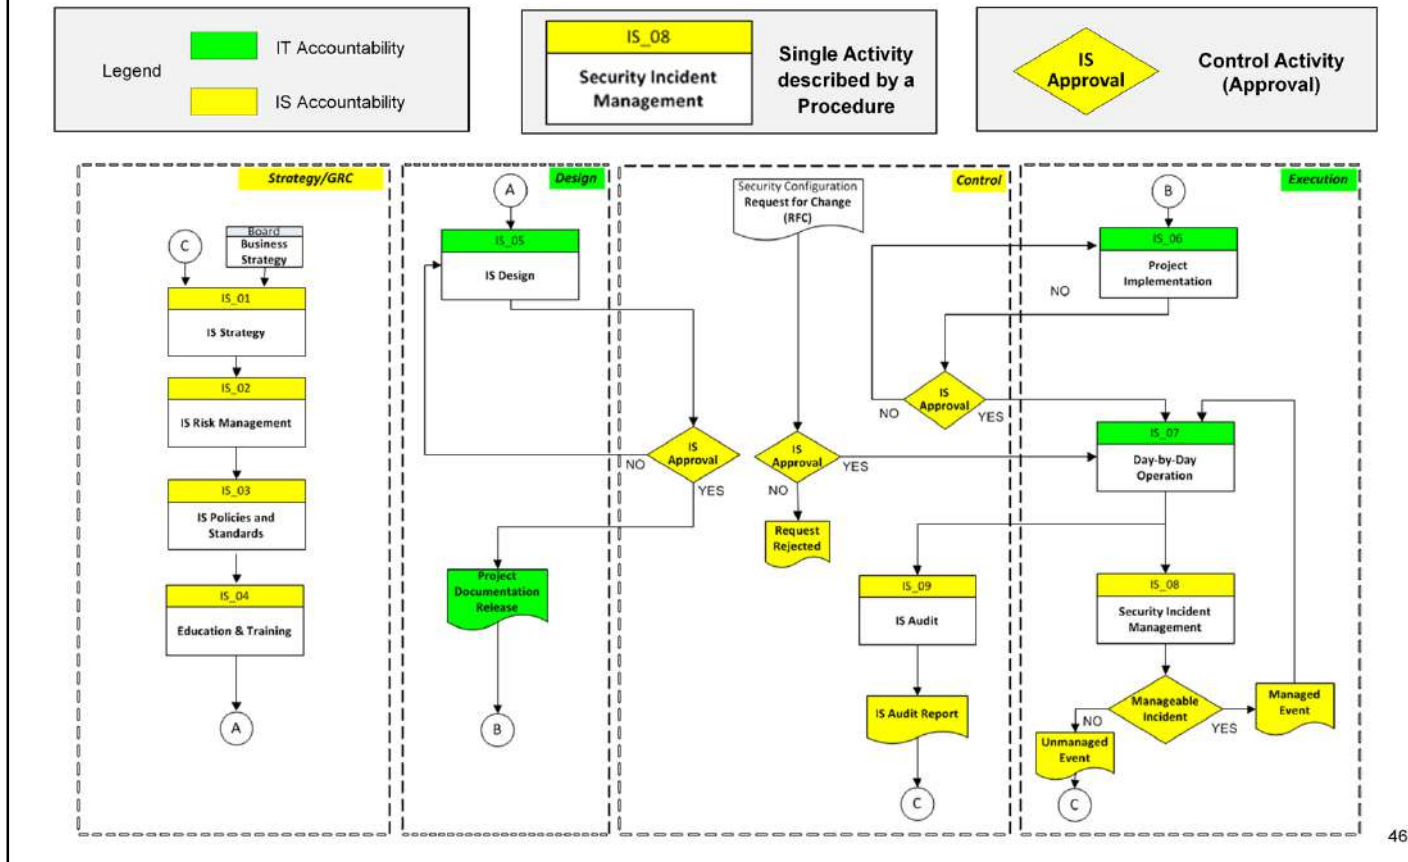 Legend
IT Accountability
IS Accountability
IS_08
Security Incident
Management
Single Activity
described by a
Procedure
IS
Approval
Control Activity
(Approval)
Strategy/GRC
C
Board
Business
Strategy
IS_01
IS Strategy
IS_02
IS Risk Management
IS_03
IS Policies and
Standards
IS_04
Education & Training
A
Design
A
IS_05
IS Design
IS
Approval
NO
YES
Project
Documentation
Release
B
Control
Security Configuration
Request for Change
(RFC)
IS
Approval
YES
NO
Request
Rejected
IS
Approval
NO
YES
IS_09
IS Audit
IS Audit Report
C
Execution
B
IS_06
Project
Implementation
NO
IS_07
Day-by-Day
Operation
IS_08
Security Incident
Management
Manageable
Incident
NO
YES
Managed
Event
Unmanaged
Event
C
46